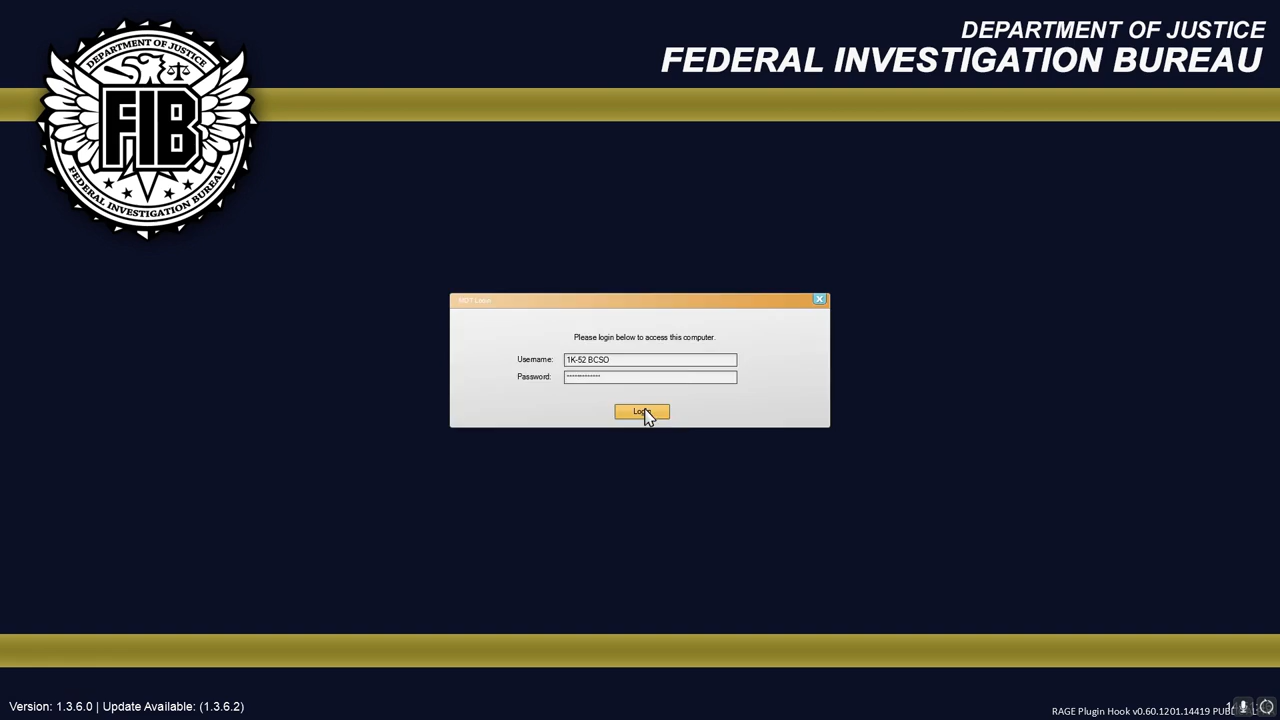 DEPARTMENT OF JUSTICE
FEDERAL INVESTIGATION BUREAU
DEPARTMENT OF JUSTICE
FIB
FEDERAL INVESTIGATION BUREAU
MDT Login
Please login below to access this computer.
Username: 1K-52 BCSO
Password: -------------
Version: 1.3.6.0 | Update Available: (1.3.6.2)
RAGE Plugin Hook v0.60.1201.14419